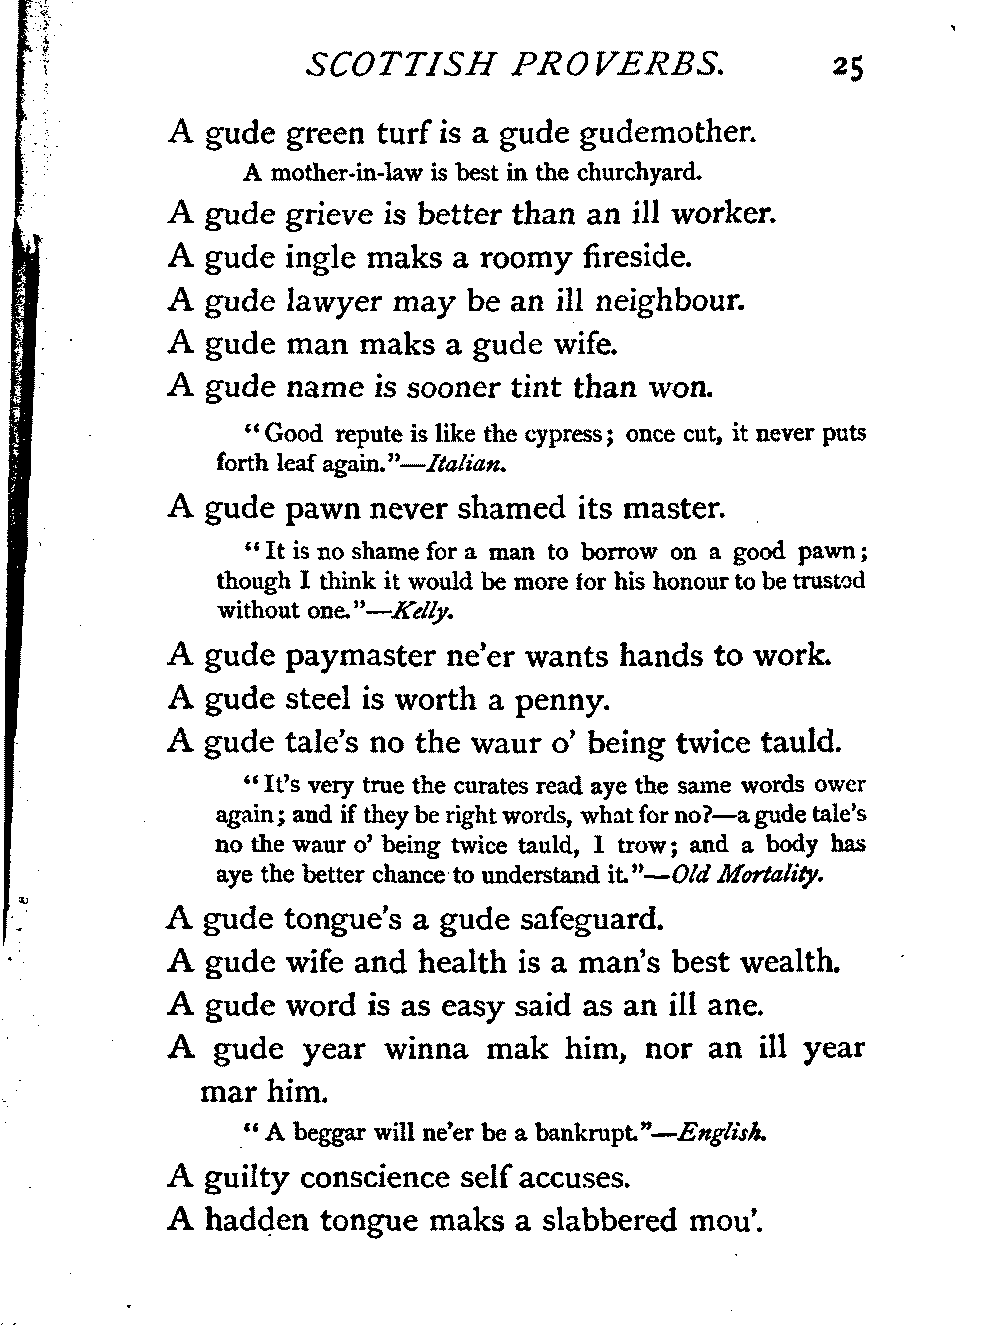 SCOTTISH PROVERBS. 25
A gude green turf is a gude gudemother.
A mother-in-law is best in the churchyard.
A gude grieve is better than an ill worker.
A gude ingle maks a roomy fireside.
A gude lawyer may be an ill neighbour.
A gude man maks a gude wife.
A gude name is sooner tint than won.
“Good repute is like the cypress; once cut, it never puts
forth leaf again.”—Italian.
A gude pawn never shamed its master.
“It is no shame for a man to borrow on a good pawn;
though I think it would be more for his honour to be trusted
without one.”—Kelly.
A gude paymaster ne’er wants hands to work.
A gude steel is worth a penny.
A gude tale’s no the waur o’ being twice tauld.
“It’s very true the curates read aye the same words ower
again; and if they be right words, what for no?—a gude tale’s
no the waur o’ being twice tauld, I trow; and a body has
aye the better chance to understand it.”—Old Mortality.
A gude tongue’s a gude safeguard.
A gude wife and health is a man’s best wealth.
A gude word is as easy said as an ill ane.
A gude year winna mak him, nor an ill year
mar him.
“A beggar will ne’er be a bankrupt.”—English.
A guilty conscience self accuses.
A hadden tongue maks a slabbered mou’.